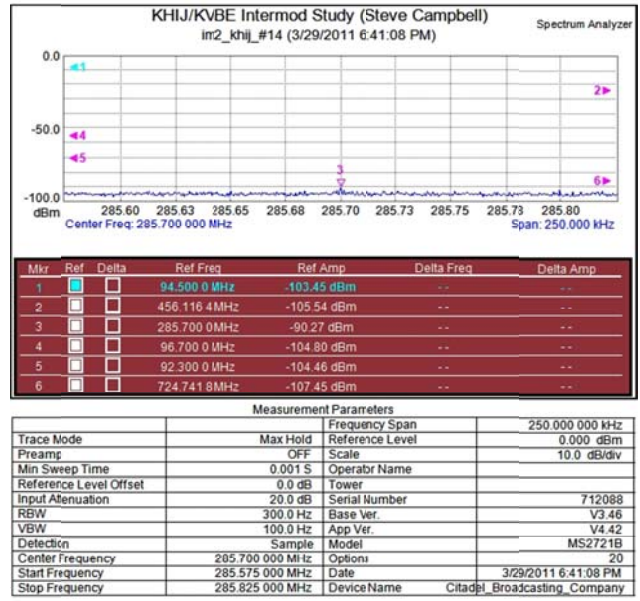 KHIJ/KVBE Intermod Study (Steve Campbell)
Spectrum Analyzer
im2_khij_#14 (3/29/2011 6:41:08 PM)
0.0
-50.0
-100.0
dBm
1
2
3
4
5
6
285.60 285.63 285.65 285.68 285.70 285.73 285.75 285.73 285.80
Center Freq: 285.700 000 MHz
Span: 250.000 kHz
Mkr Ref Delta Ref Freq Ref Amp Delta Freq Delta Amp
1 94.500 0 MHz -103.45 dBm -- --
2 456.116 4 MHz -105.54 dBm -- --
3 285.700 0 MHz -90.27 dBm -- --
4 96.700 0 MHz -104.80 dBm -- --
5 92.300 0 MHz -104.46 dBm -- --
6 724.741 8 MHz -107.45 dBm -- --
Measurement Parameters
Frequency Span 250.000 000 kHz
Trace Mode Max Hold Reference Level 0.000 dBm
Preamp OFF Scale 10.0 dB/div
Min Sweep Time 0.001 S Operator Name
Reference Level Offset 0.0 dB Tower
Input Attenuation 20.0 dB Serial Number 712088
RBW 300.0 Hz Base Ver. V3.46
VBW 100.0 Hz App Ver. V4.42
Detection Sample Model MS2721B
Center Frequency 285.700 000 MHz Options 20
Start Frequency 285.575 000 MHz Date 3/29/2011 6:41:08 PM
Stop Frequency 285.825 000 MHz Device Name Citadel_Broadcasting_Company